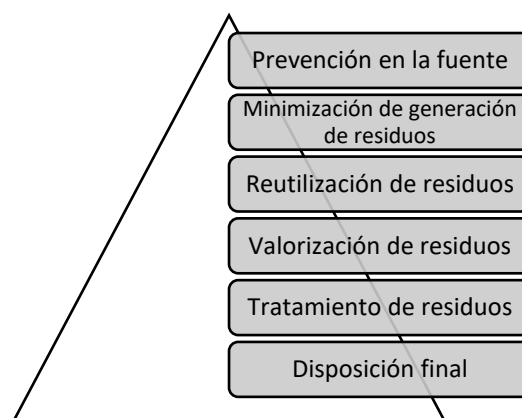 Prevención en la fuente
Minimización de generación
de residuos
Reutilización de residuos
Valorización de residuos
Tratamiento de residuos
Disposición final